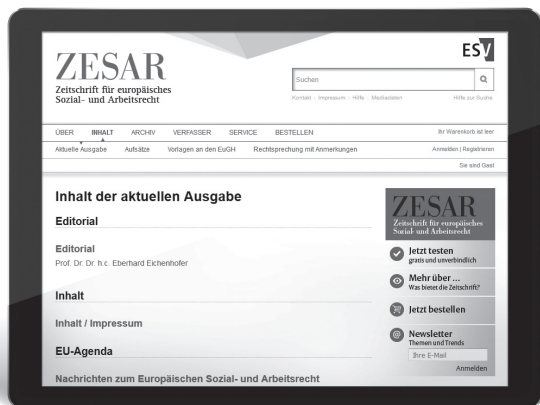 ESV
ZESAR
Zeitschrift für europäisches
Sozial- und Arbeitsrecht
Suchen
Kontakt - Impressum - Hilfe - Mediadaten
Hilfe zur Suche
ÜBER INHALT ARCHIV VERFASSER SERVICE BESTELLEN
Ihr Warenkorb ist leer
Aktuelle Ausgabe Aufsätze Vorlagen an den EuGH Rechtsprechung mit Anmerkungen
Anmelden | Registrieren
Sie sind Gast
Inhalt der aktuellen Ausgabe
Editorial
Editorial
Prof. Dr. Dr. h.c. Eberhard Eichenhofer
Inhalt
Inhalt / Impressum
EU-Agenda
Nachrichten zum Europäischen Sozial- und Arbeitsrecht
ZESAR
Zeitschrift für europäisches
Sozial- und Arbeitsrecht
Jetzt testen
gratis und unverbindlich
Mehr über ...
Was bietet die Zeitschrift?
Jetzt bestellen
@ Newsletter
Themen und Trends
Ihre E-Mail
Anmelden